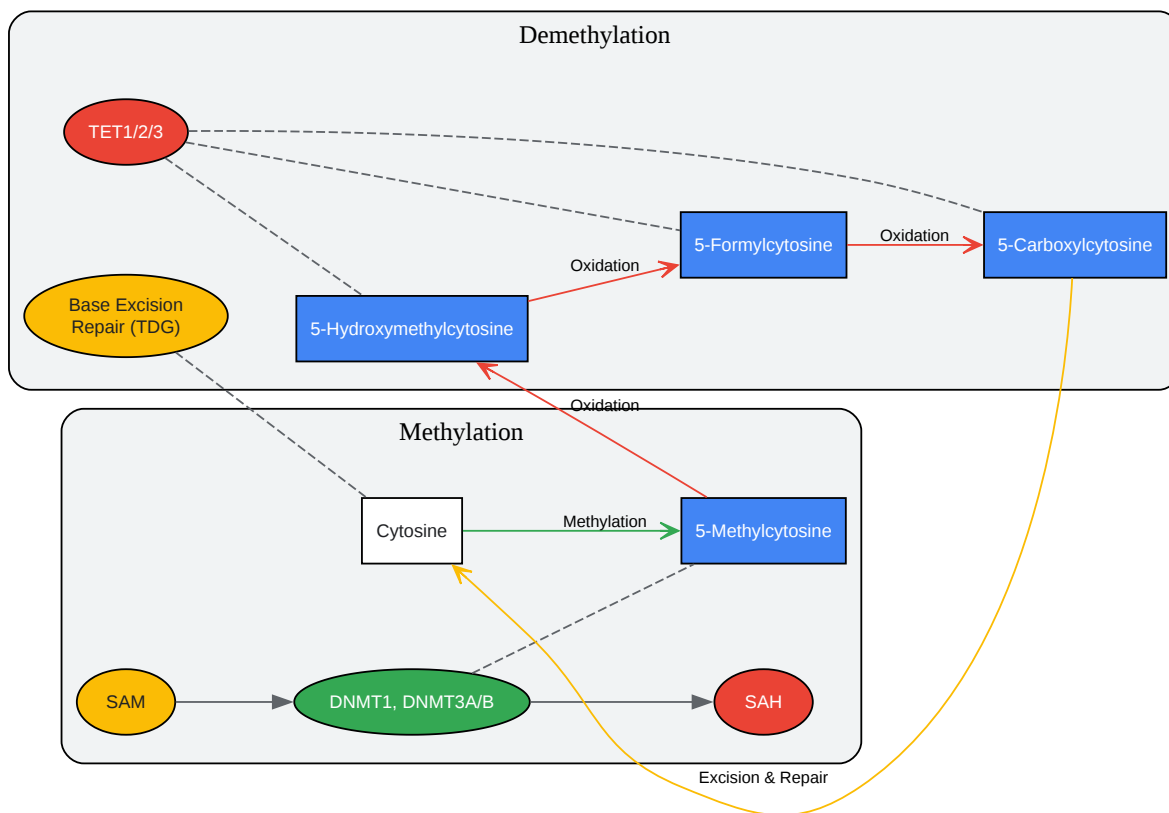 Demethylation
TET1/2/3
5-Formylcytosine
Oxidation
5-Carboxylcytosine
Oxidation
Base Excision
Repair (TDG)
5-Hydroxymethylcytosine
Oxidation
Methylation
Cytosine
Methylation
5-Methylcytosine
SAM
DNMT1, DNMT3A/B
SAH
Excision & Repair